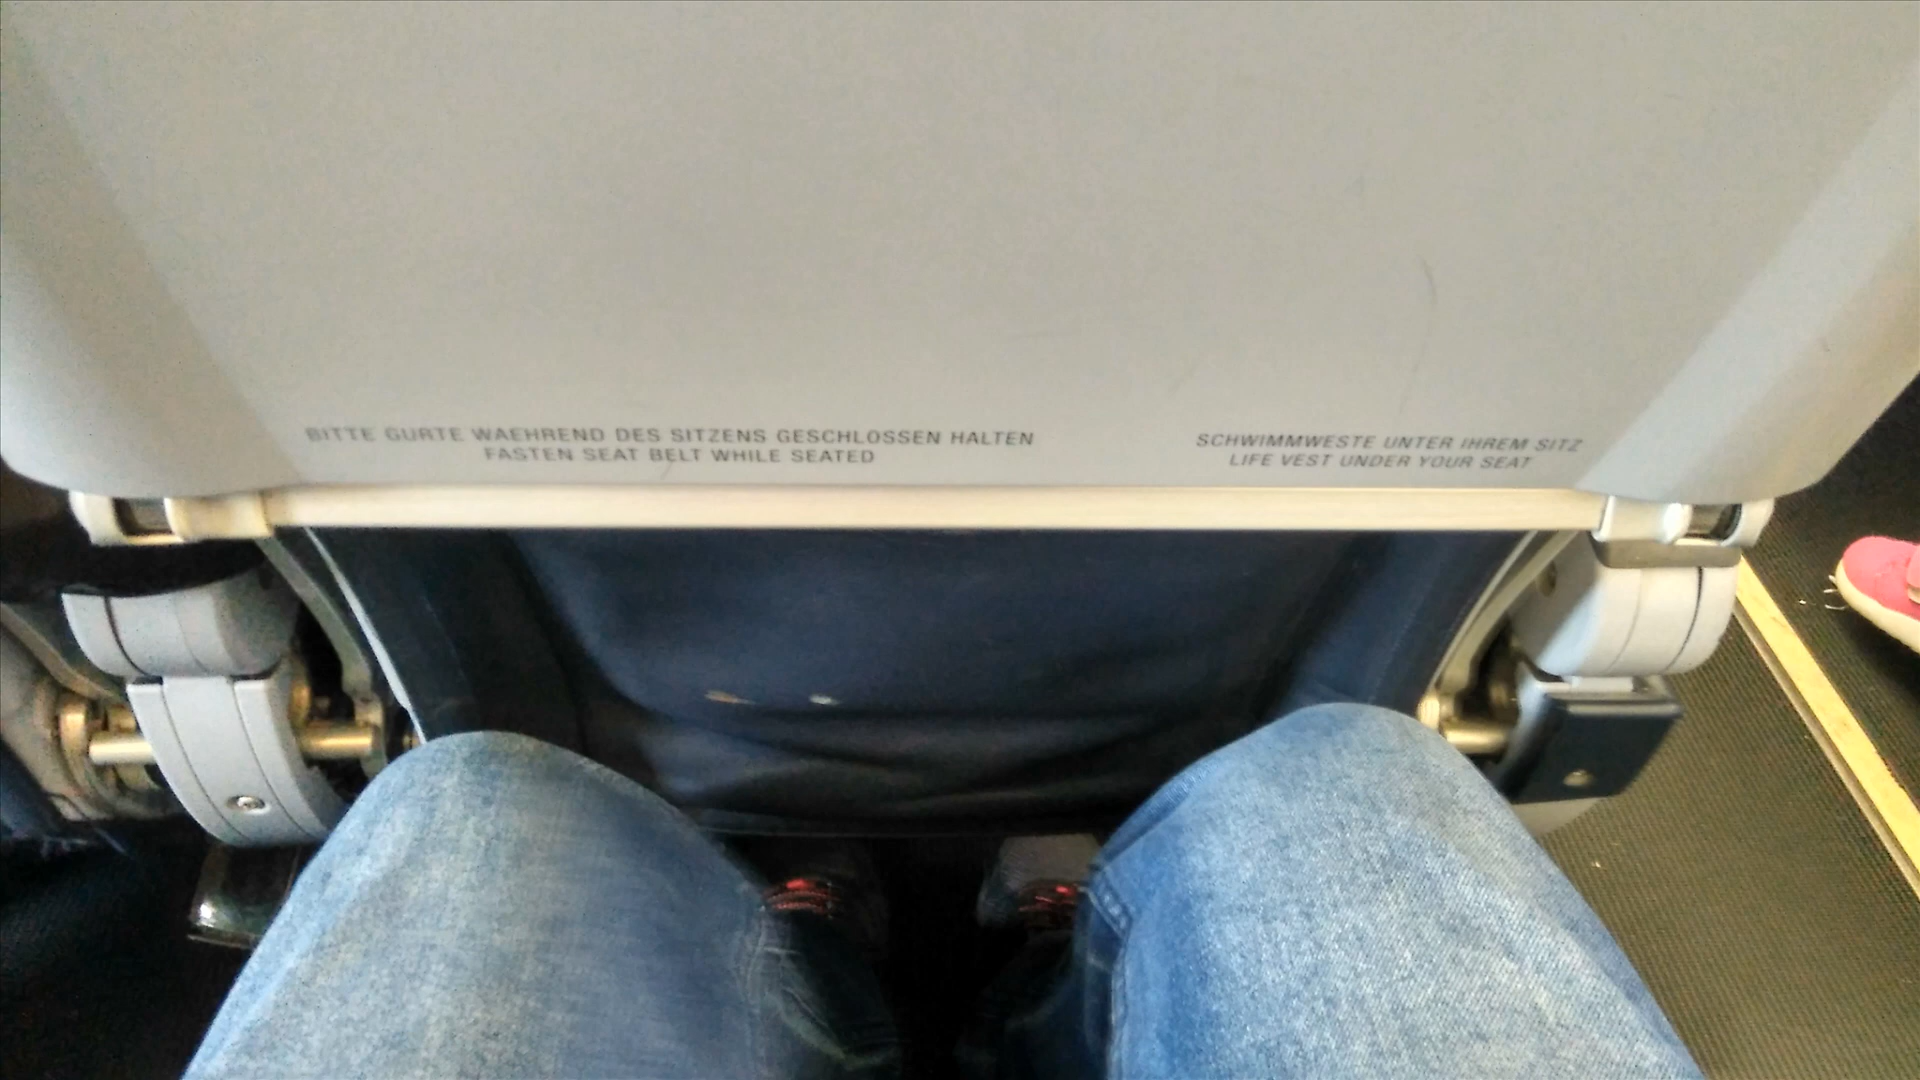 BITTE GURTE WAEHREND DES SITZENS GESCHLOSSEN HALTEN
FASTEN SEAT BELT WHILE SEATED
SCHWIMMWESTE UNTER IHREM SITZ
LIFE VEST UNDER YOUR SEAT